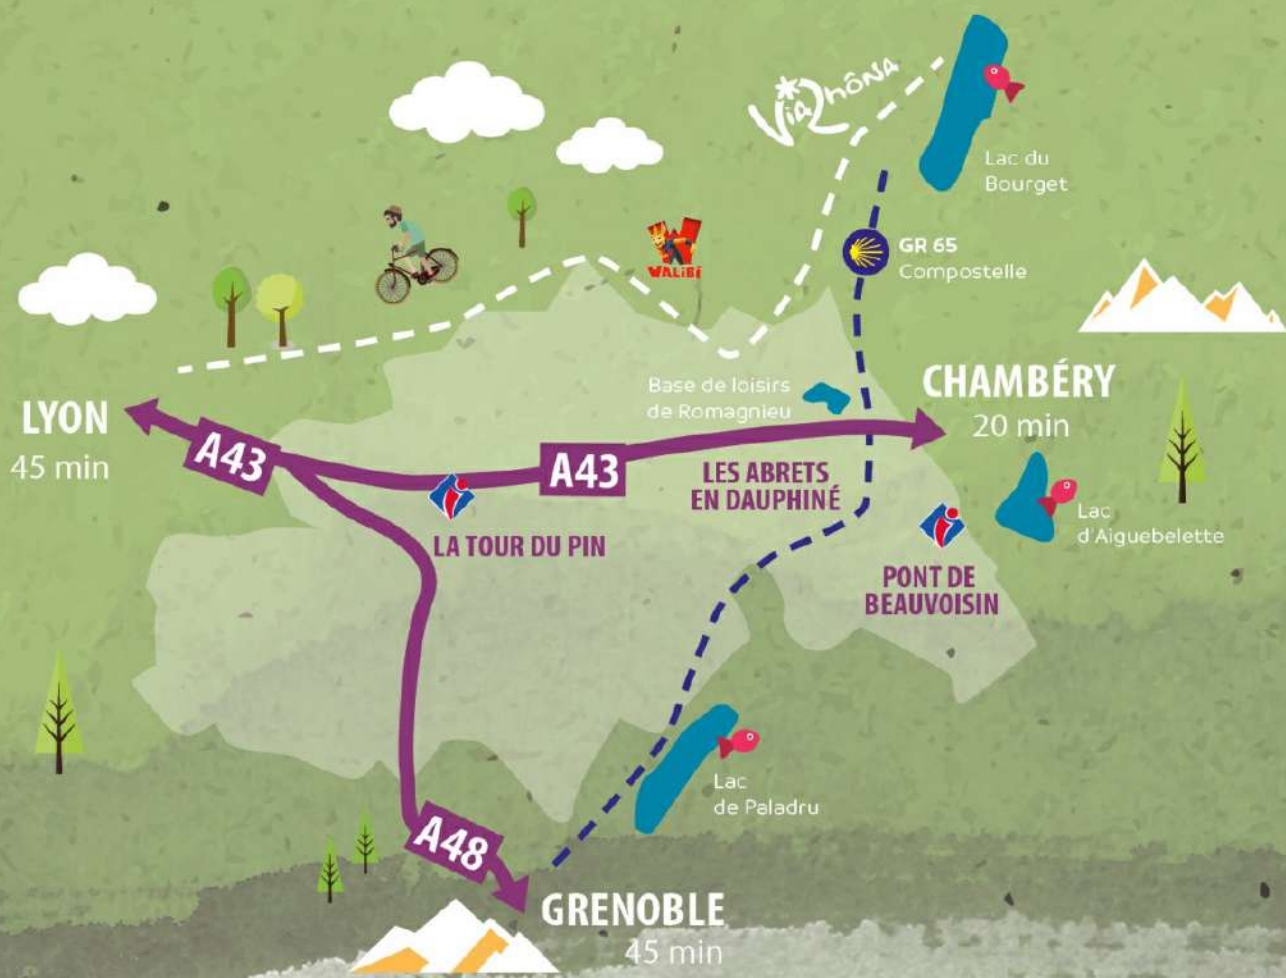 ViaRhôna
Lac du
Bourget
WALIBI
GR 65
Compostelle
Base de loisirs
de Romagnieu
CHAMBÉRY
20 min
LYON
45 min
A43
A43
LES ABRETS
EN DAUPHINÉ
LA TOUR DU PIN
Lac
d'Aiguebelette
PONT DE
BEAUVOISIN
Lac
de Paladru
A48
GRENOBLE
45 min